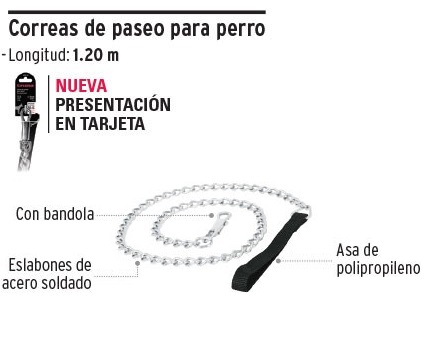 Correas de paseo para perro
- Longitud: 1.20 m
NUEVA
PRESENTACIÓN
EN TARJETA
Con bandola
Eslabones de
acero soldado
Asa de
polipropileno